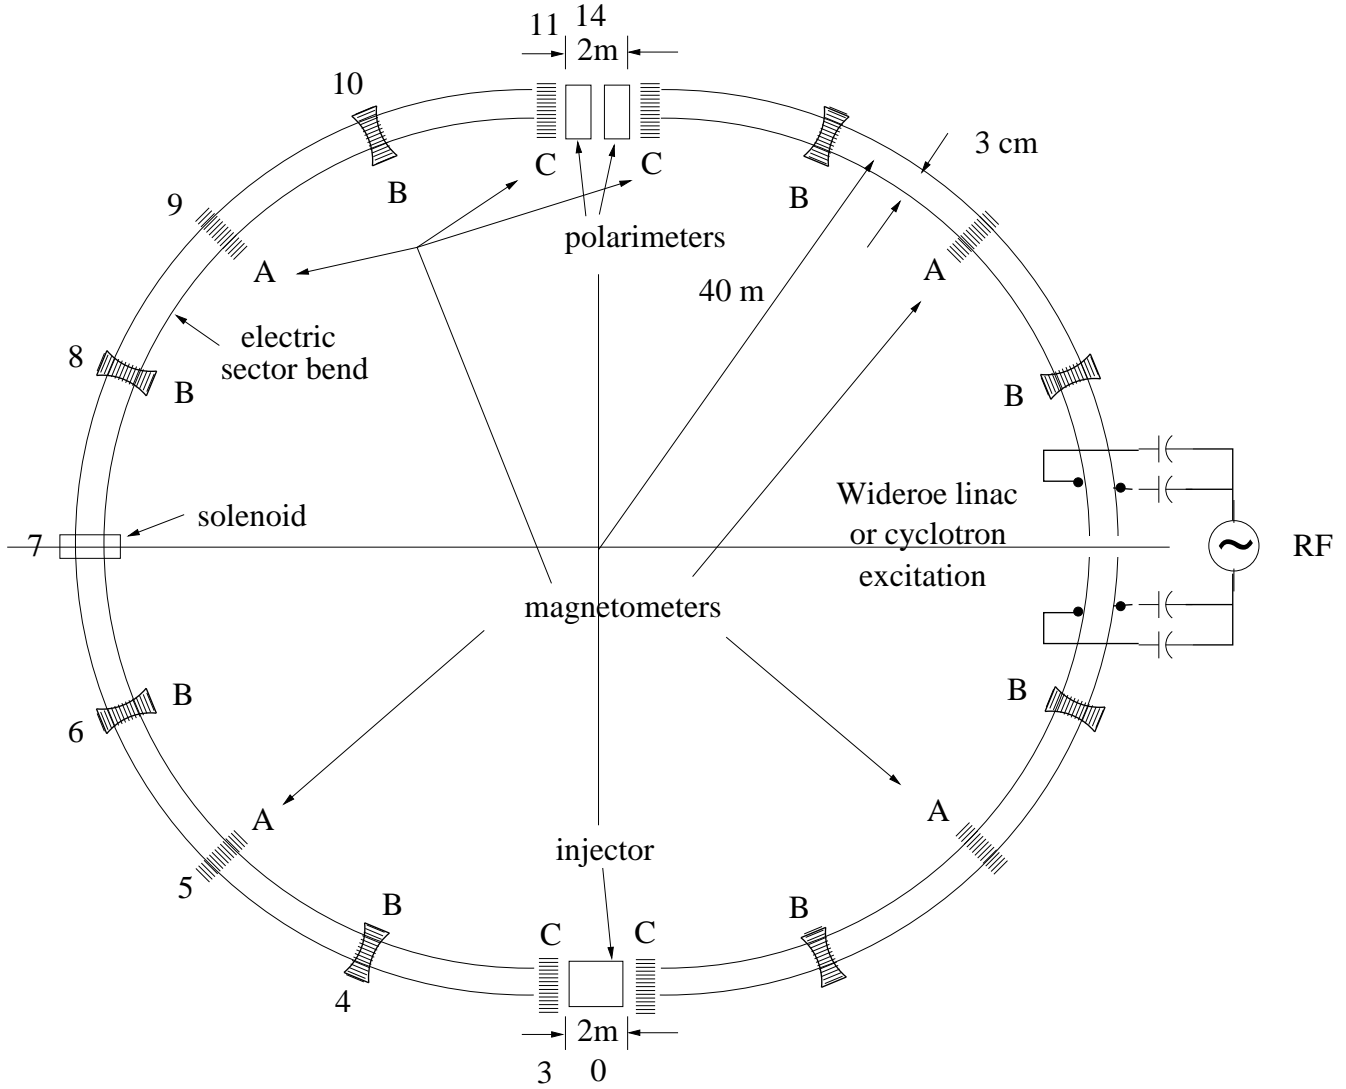 14
11
2m
10
3 cm
C
C
B
B
9
polarimeters
A
A
40 m
electric
sector bend
8
B
B
Wideroe linac
or cyclotron
excitation
solenoid
7
RF
magnetometers
B
B
6
A
A
injector
5
B
B
C
C
4
2m
3
0